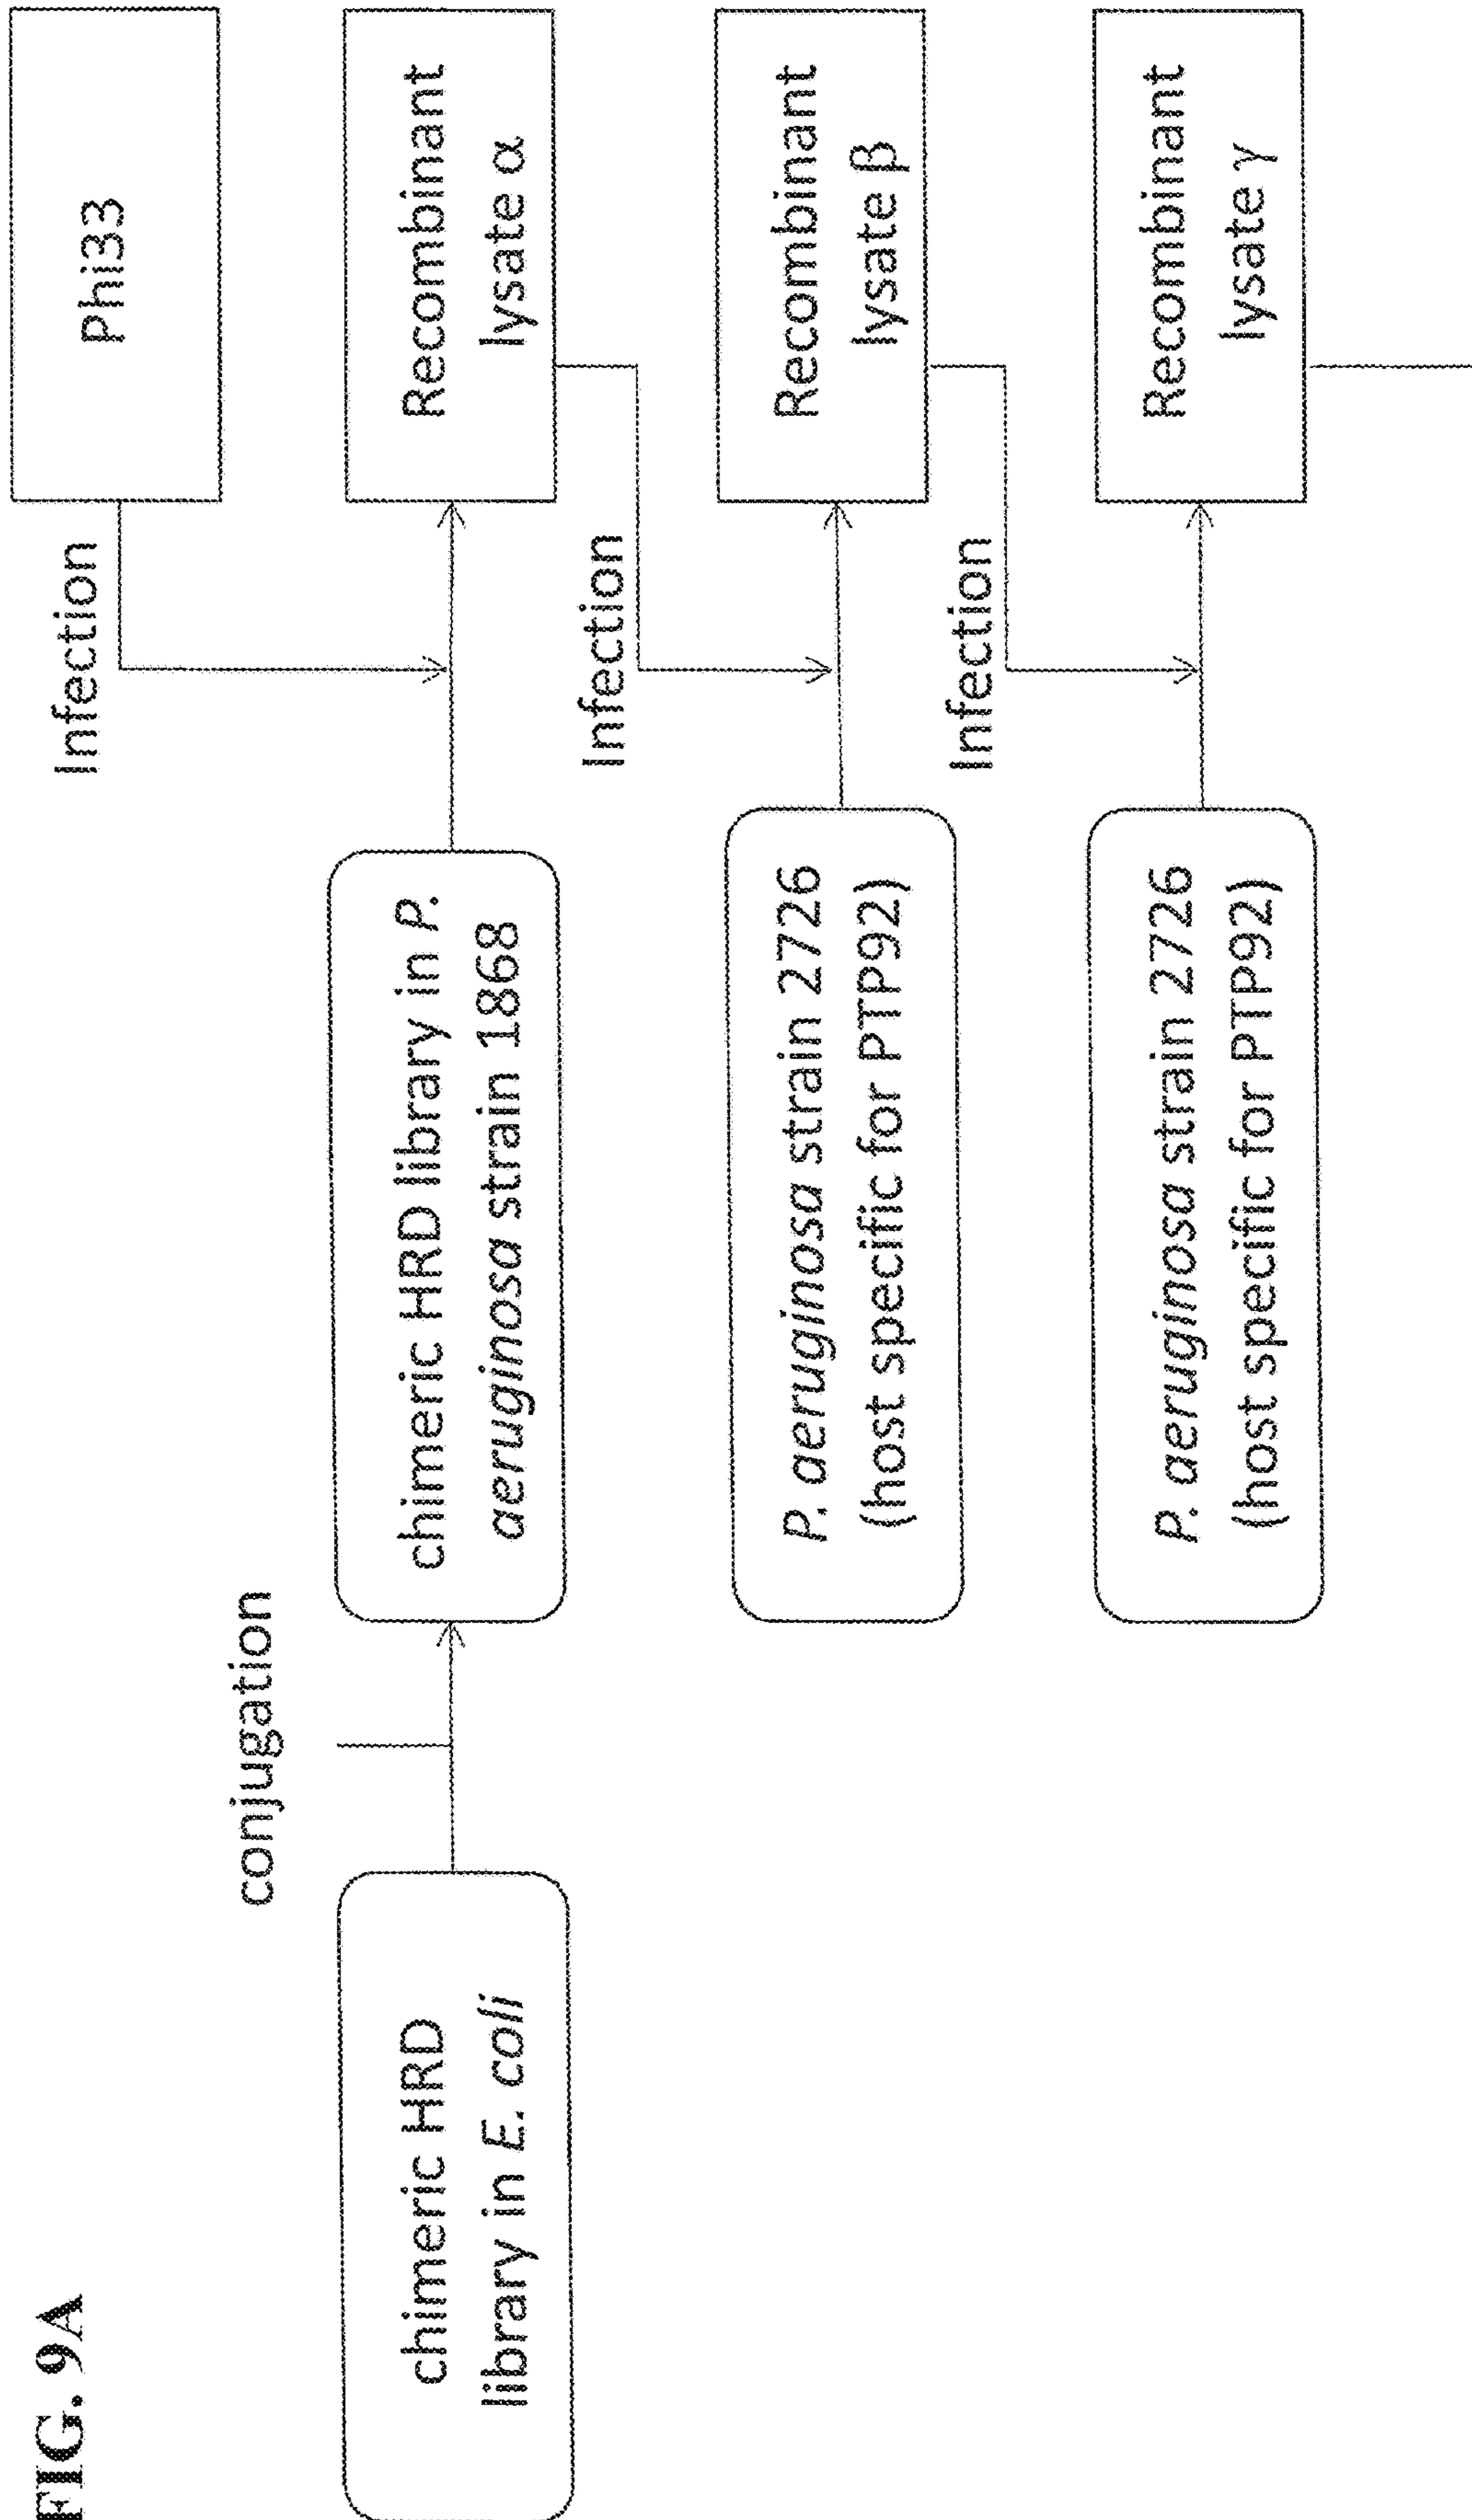 FIG. 9A
Phi33
Infection
conjugation
chimeric HRD
library in E. coli
chimeric HRD library in P.
aeruginosa strain 1868
Recombinant
lysate α
Infection
P. aeruginosa strain 2726
(host specific for PTP92)
Recombinant
lysate β
Infection
P. aeruginosa strain 2726
(host specific for PTP92)
Recombinant
lysate γ